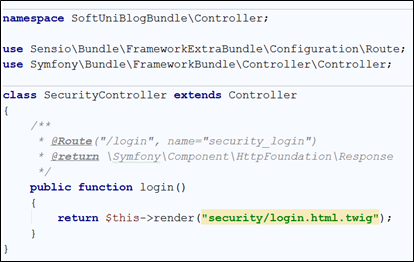 namespace SoftUniBlogBundle\Controller;
use Sensio\Bundle\FrameworkExtraBundle\Configuration\Route;
use Symfony\Bundle\FrameworkBundle\Controller\Controller;
class SecurityController extends Controller
{
/**
* @Route("/login", name="security_login")
* @return \Symfony\Component\HttpFoundation\Response
*/
public function login()
{
return $this->render("security/login.html.twig");
}
}